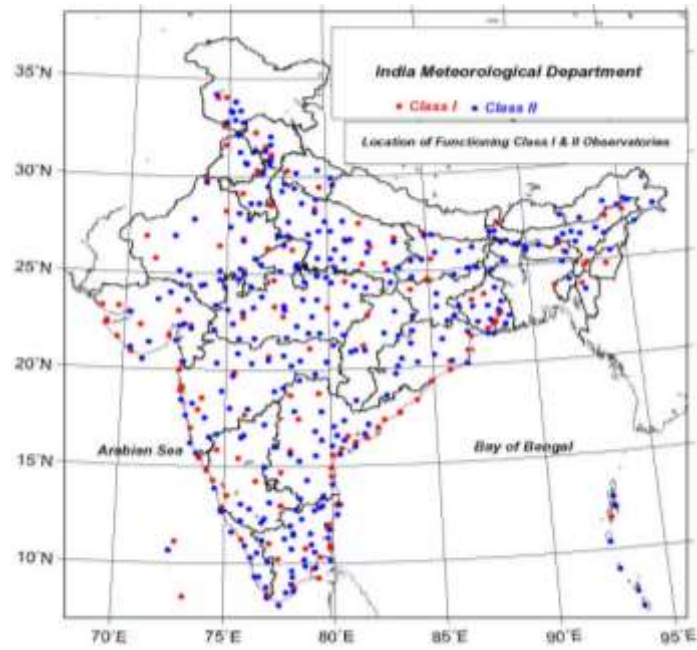 India Meteorological Department
Class I Class II
Location of Functioning Class I & II Observatories
35°N
30°N
25°N
20°N
15°N
10°N
Arabian Sea
Bay of Bengal
70°E 75°E 80°E 85°E 90°E 95°E